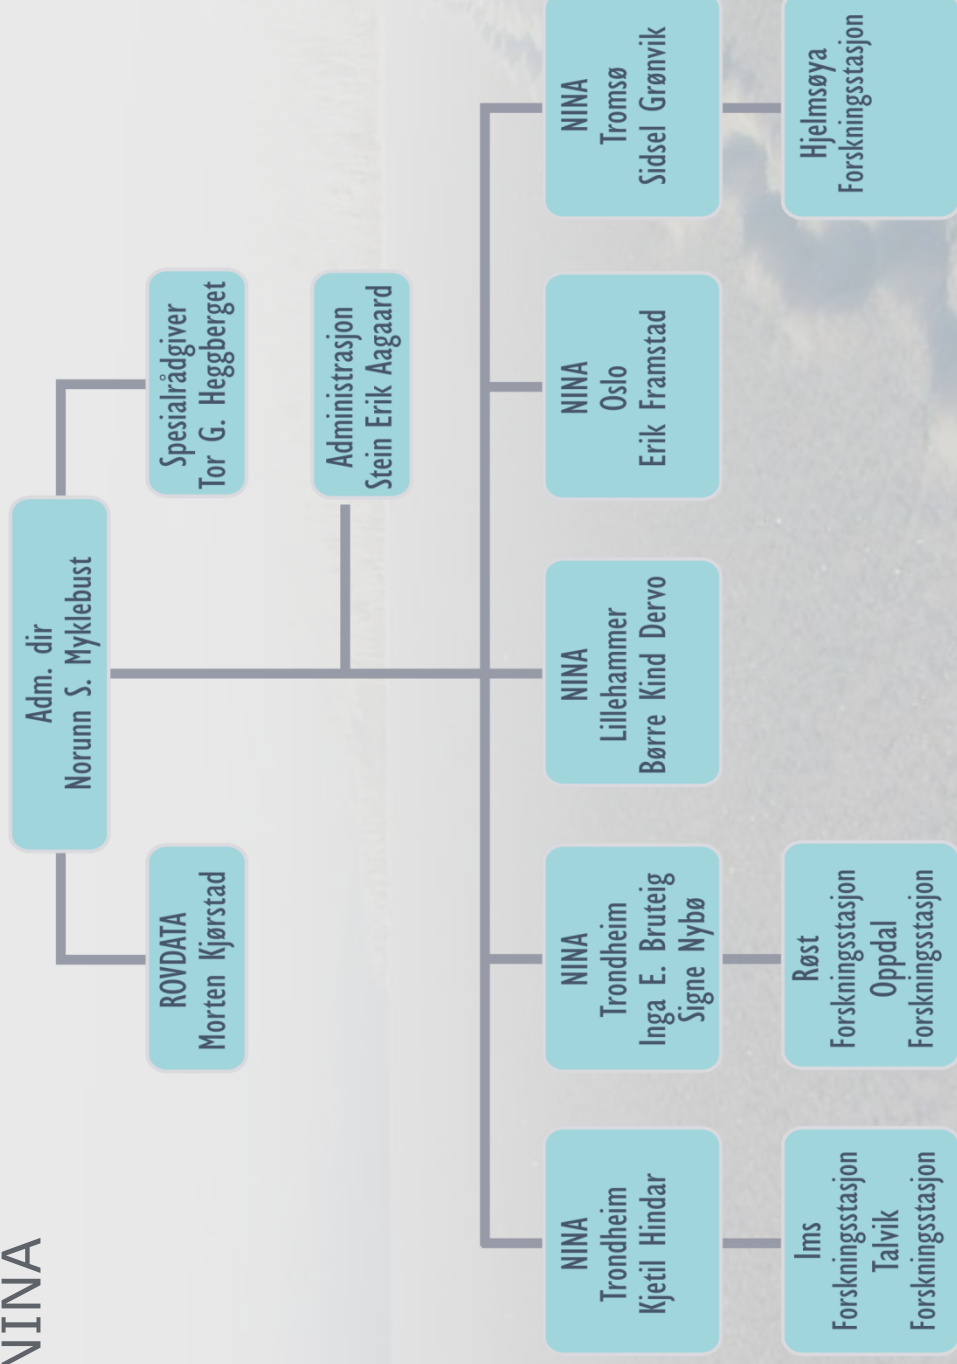 NINA
Adm. dir
Norunn S. Myklebust
ROVDATA
Morten Kjørstad
Spesialrådgiver
Tor G. Heggberget
Administrasjon
Stein Erik Aagaard
NINA
Trondheim
Kjetil Hindar
NINA
Trondheim
Inga E. Bruteig
Signe Nybø
NINA
Lillehammer
Børre Kind Dervo
NINA
Oslo
Erik Framstad
NINA
Tromsø
Sidsel Grønvik
Ims
Forskningsstasjon
Talvik
Forskningsstasjon
Røst
Forskningsstasjon
Oppdal
Forskningsstasjon
Hjelmsøya
Forskningsstasjon